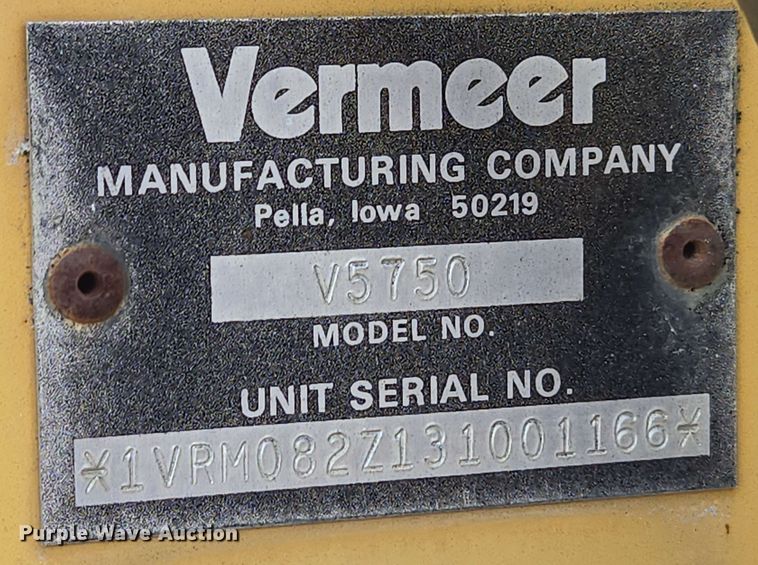 Vermeer
MANUFACTURING COMPANY
Pella, Iowa 50219
V5750
MODEL NO.
UNIT SERIAL NO.
*1VRM082Z131001166*
Purple Wave Auction